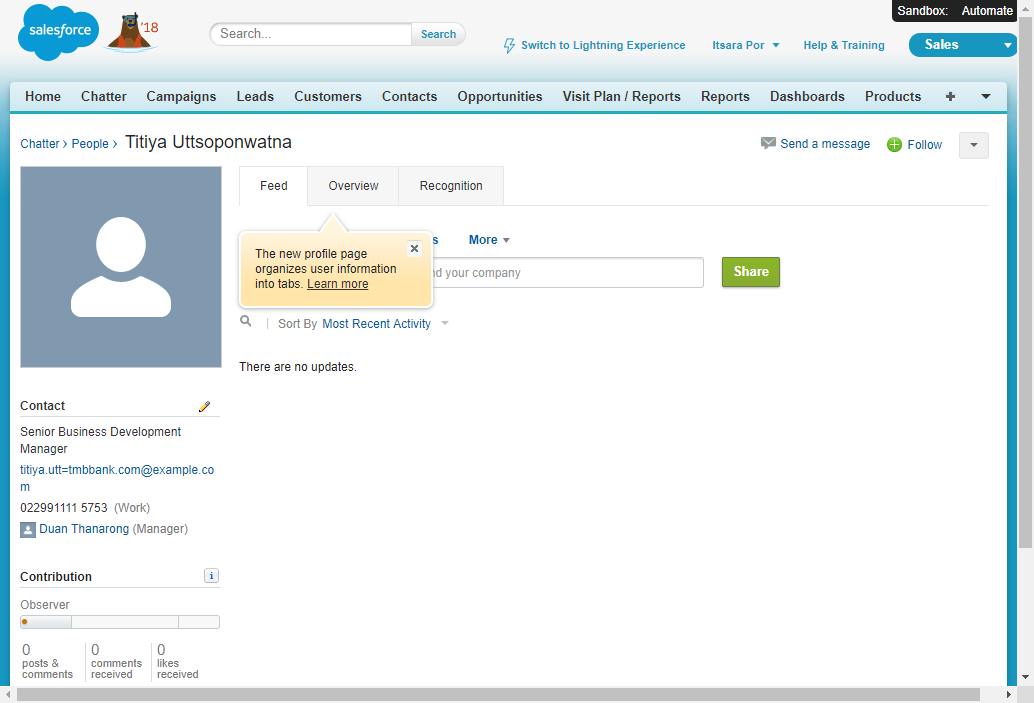 Sandbox: Automate
salesforce
'18
Search...
Search
Switch to Lightning Experience
Itsara Por
Help & Training
Sales
Home
Chatter
Campaigns
Leads
Customers
Contacts
Opportunities
Visit Plan / Reports
Reports
Dashboards
Products
Chatter › People › Titiya Uttsoponwatna
Send a message
Follow
Feed
Overview
Recognition
More
The new profile page
organizes user information
into tabs. Learn more
your company
Share
Sort By Most Recent Activity
There are no updates.
Contact
Senior Business Development
Manager
titiya.utt=tmbbank.com@example.co
m
022991111 5753 (Work)
Duan Thanarong (Manager)
Contribution
i
Observer
0
posts &
comments
0
comments
received
0
likes
received